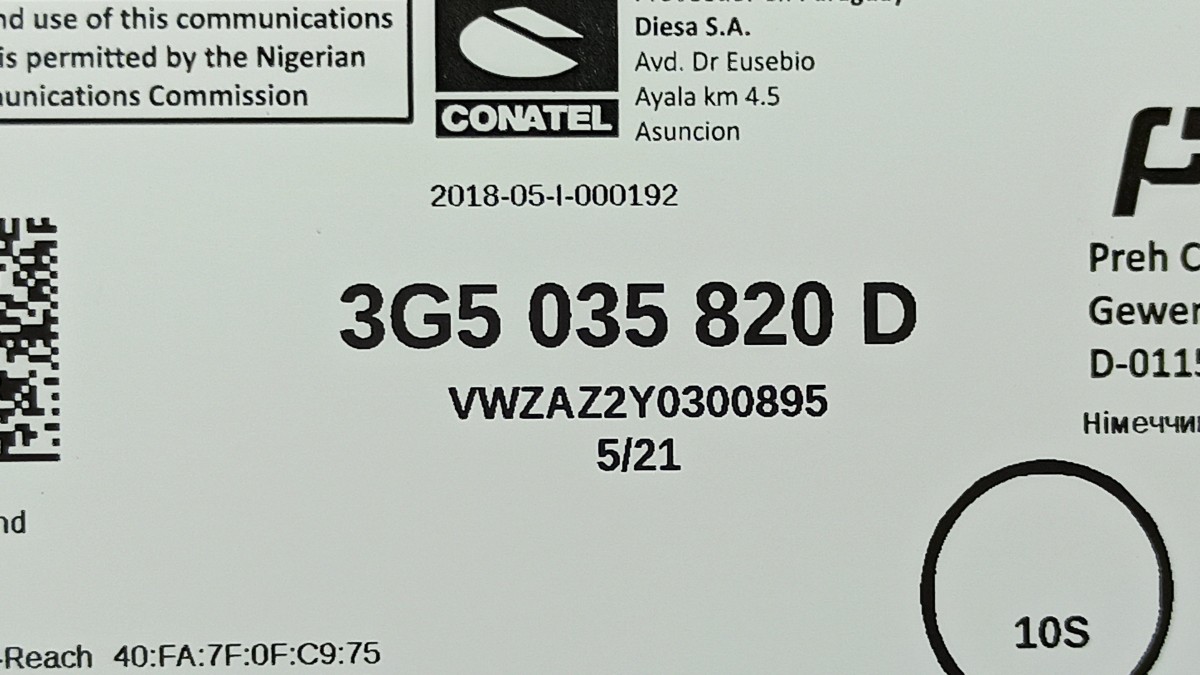 nd use of this communications
is permitted by the Nigerian
unications Commission
CONATEL
Diesa S.A.
Avd. Dr Eusebio
Ayala km 4.5
Asuncion
2018-05-I-000192
3G5 035 820 D
VWZAZ2Y0300895
5/21
Preh C
Gewer
D-0115
Німеччин
nd
10S
-Reach 40:FA:7F:0F:C9:75